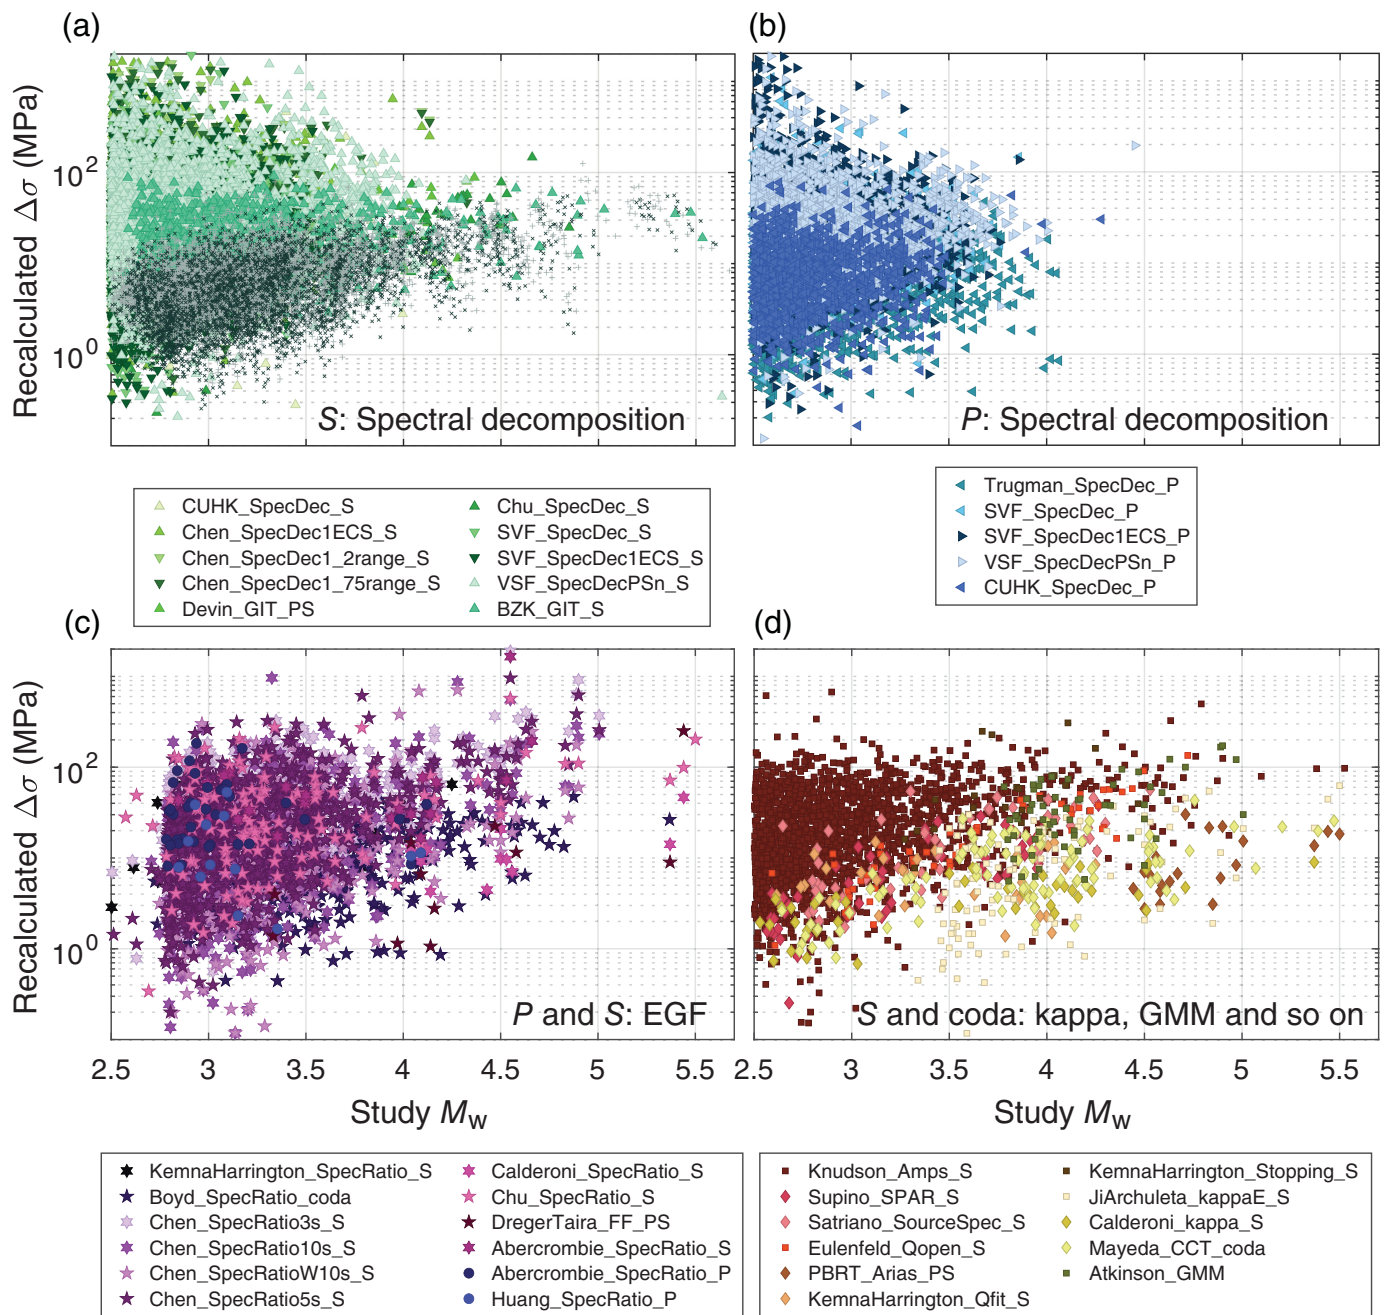 (a)
(b)
Recalculated Δσ (MPa)
10²
10⁰
S: Spectral decomposition
10²
10⁰
P: Spectral decomposition
CUHK_SpecDec_S
Chen_SpecDec1ECS_S
Chen_SpecDec1_2range_S
Chen_SpecDec1_75range_S
Devin_GIT_PS
Chu_SpecDec_S
SVF_SpecDec_S
SVF_SpecDec1ECS_S
VSF_SpecDecPSn_S
BZK_GIT_S
Trugman_SpecDec_P
SVF_SpecDec_P
SVF_SpecDec1ECS_P
VSF_SpecDecPSn_P
CUHK_SpecDec_P
(c)
(d)
Recalculated Δσ (MPa)
10²
10⁰
P and S: EGF
2.5 3 3.5 4 4.5 5 5.5
Study Mw
10²
10⁰
S and coda: kappa, GMM and so on
2.5 3 3.5 4 4.5 5 5.5
Study Mw
KemnaHarrington_SpecRatio_S
Boyd_SpecRatio_coda
Chen_SpecRatio3s_S
Chen_SpecRatio10s_S
Chen_SpecRatioW10s_S
Chen_SpecRatio5s_S
Calderoni_SpecRatio_S
Chu_SpecRatio_S
DregerTaira_FF_PS
Abercrombie_SpecRatio_S
Abercrombie_SpecRatio_P
Huang_SpecRatio_P
Knudson_Amps_S
Supino_SPAR_S
Satriano_SourceSpec_S
Eulenfeld_Qopen_S
PBRT_Arias_PS
KemnaHarrington_Qfit_S
KemnaHarrington_Stopping_S
JiArchuleta_kappaE_S
Calderoni_kappa_S
Mayeda_CCT_coda
Atkinson_GMM